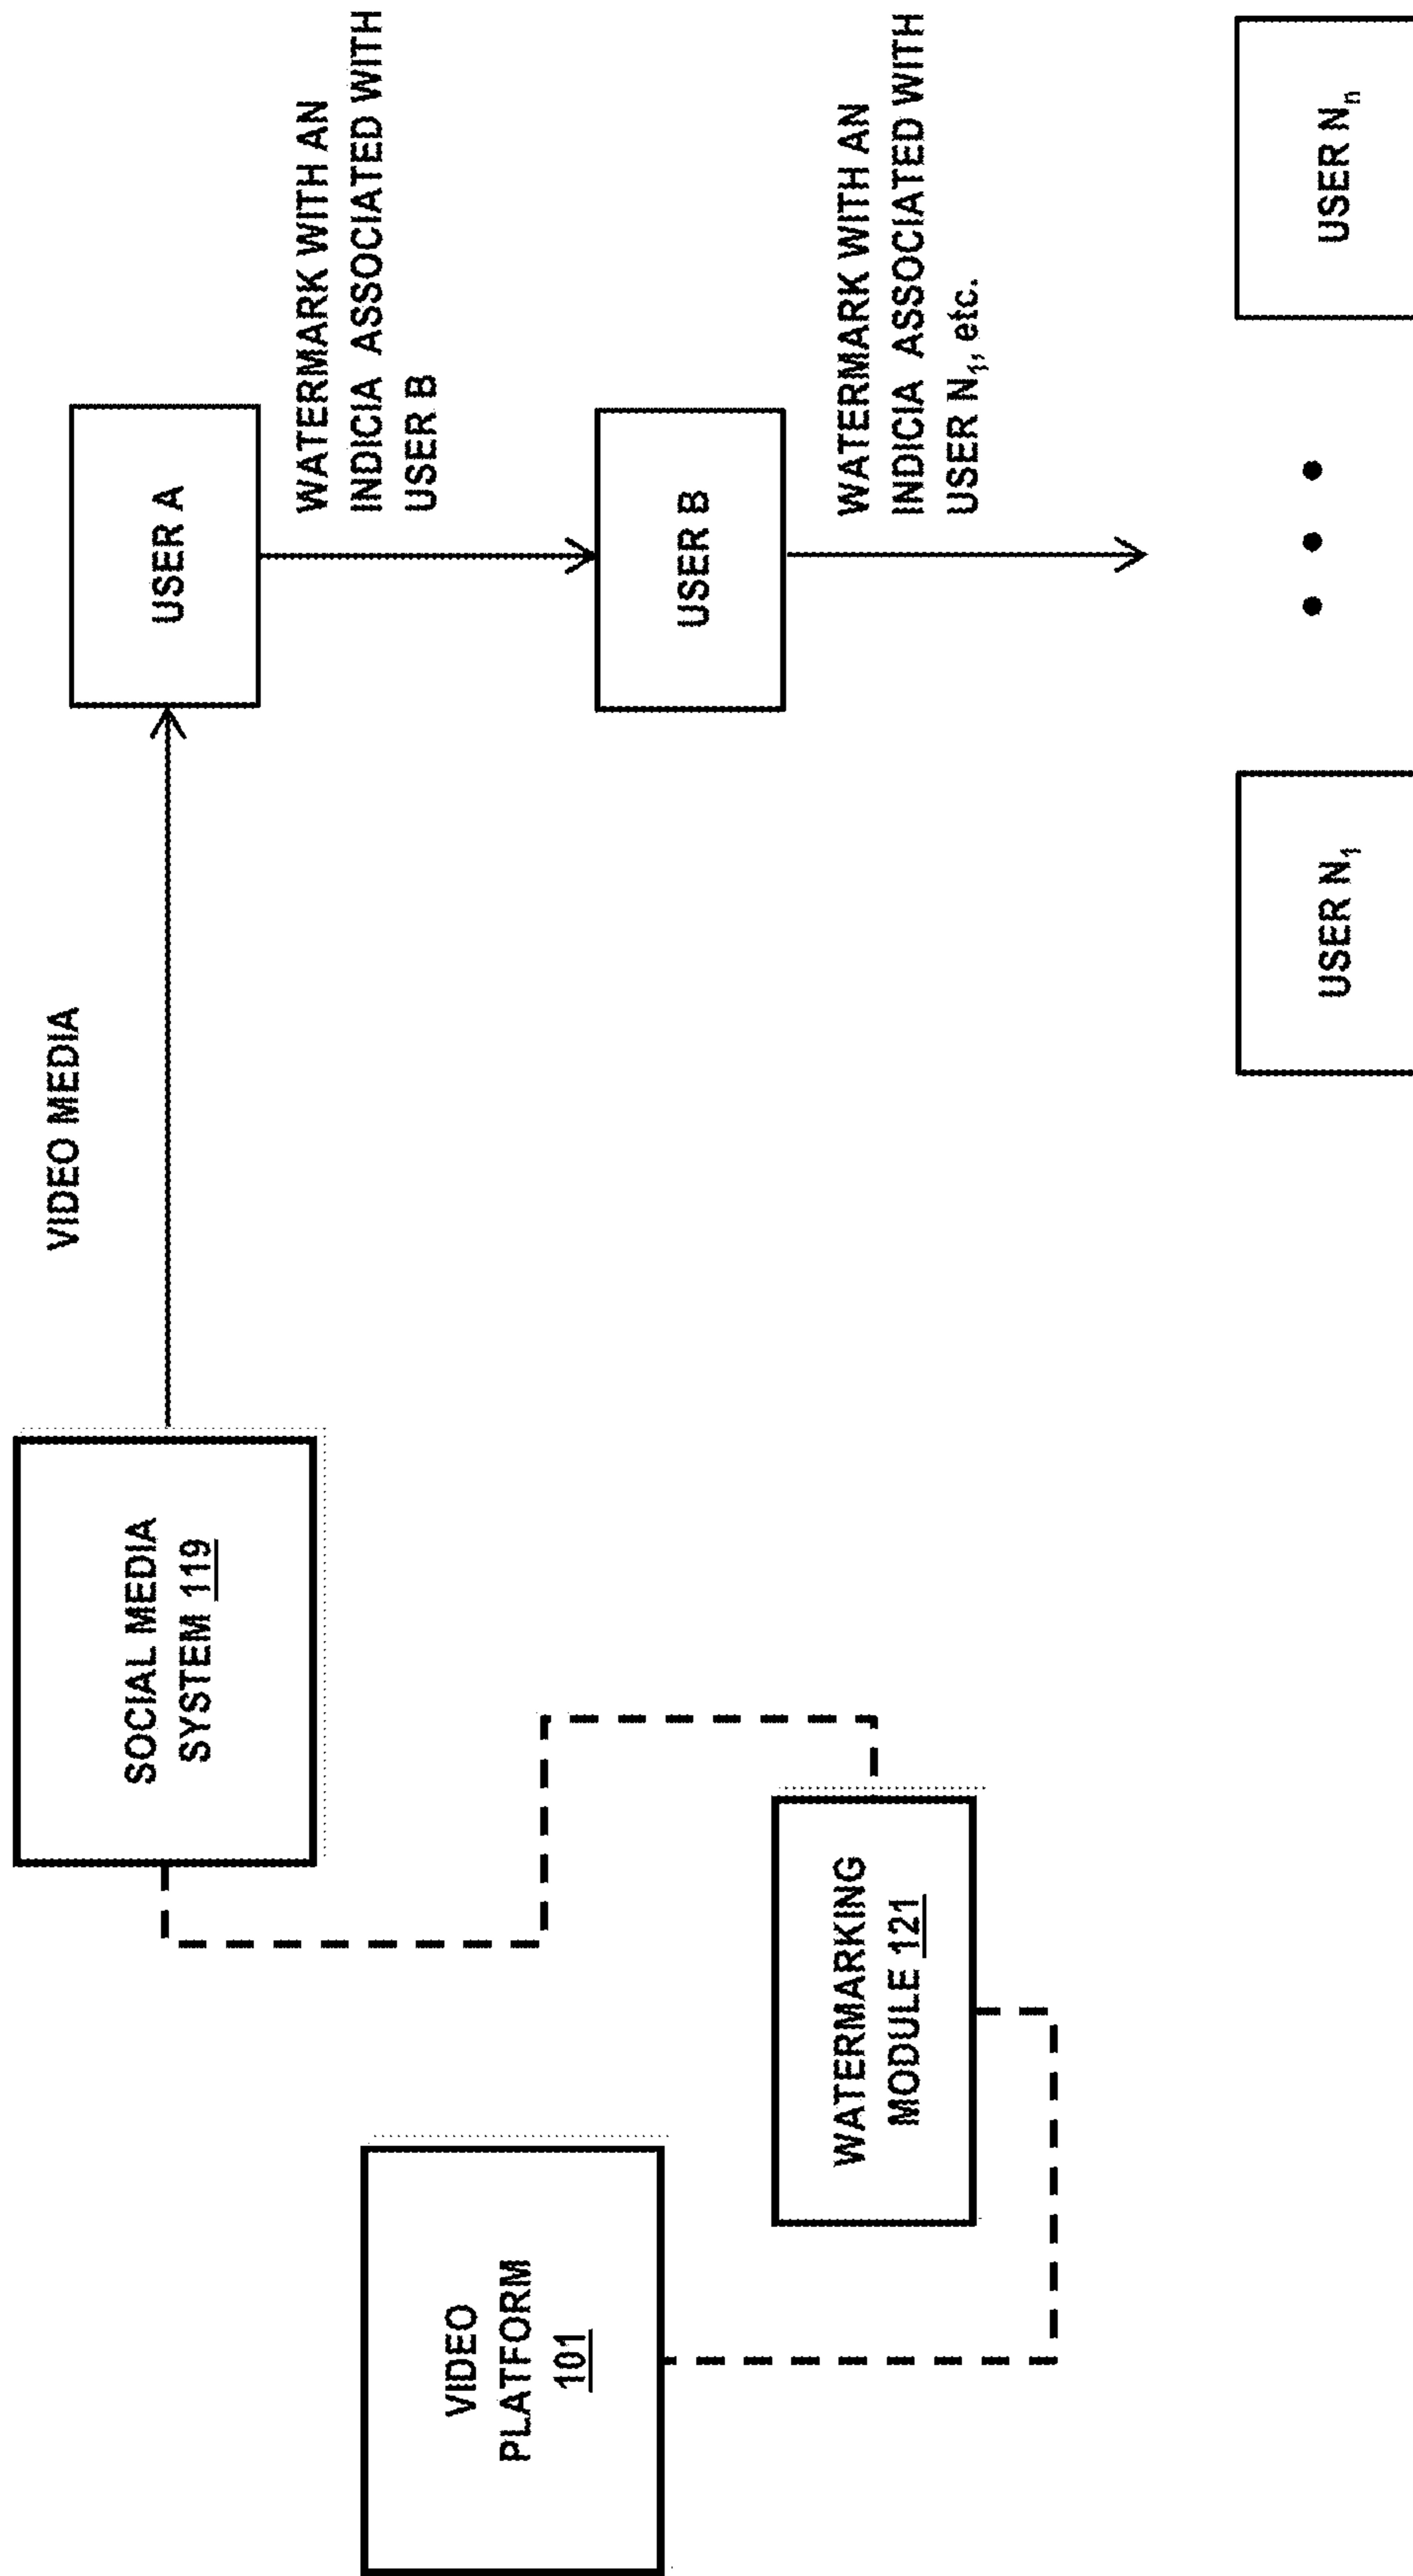 VIDEO
PLATFORM
101
SOCIAL MEDIA
SYSTEM 119
WATERMARKING
MODULE 121
VIDEO MEDIA
USER A
WATERMARK WITH AN
INDICIA ASSOCIATED WITH
USER B
USER B
WATERMARK WITH AN
INDICIA ASSOCIATED WITH
USER N₁, etc.
USER N₁
USER Nₙ